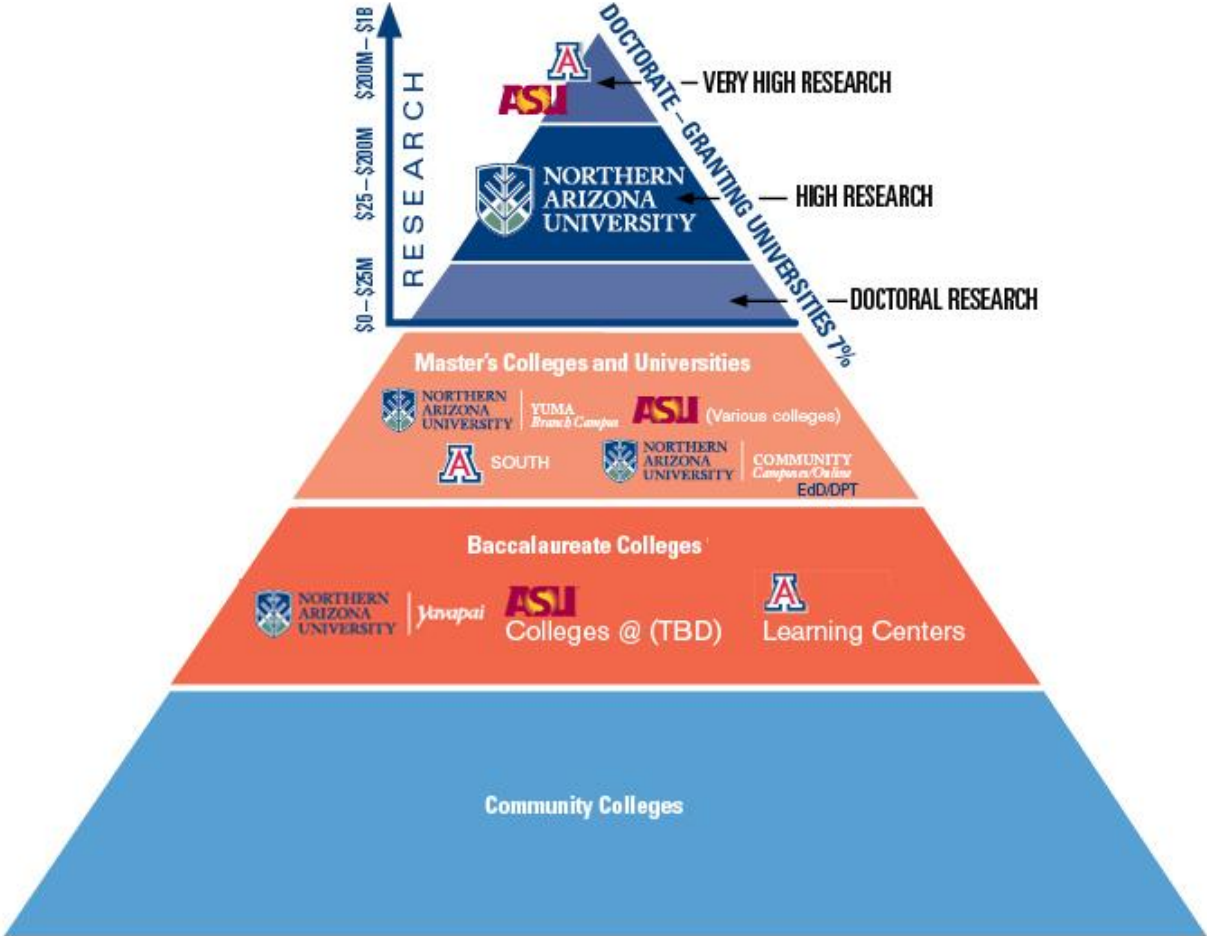 $200M – $1B
$25 – $200M
$0 – $25M
RESEARCH
DOCTORATE – GRANTING UNIVERSITIES 7%
A
ASU
VERY HIGH RESEARCH
NORTHERN
ARIZONA
UNIVERSITY
HIGH RESEARCH
DOCTORAL RESEARCH
Master's Colleges and Universities
NORTHERN
ARIZONA
UNIVERSITY
YUMA
Branch Campus
ASU (Various colleges)
A SOUTH
NORTHERN
ARIZONA
UNIVERSITY
COMMUNITY
Campuses/Online
EdD/DPT
Baccalaureate Colleges
NORTHERN
ARIZONA
UNIVERSITY
Yavapai
ASU
Colleges @ (TBD)
A
Learning Centers
Community Colleges